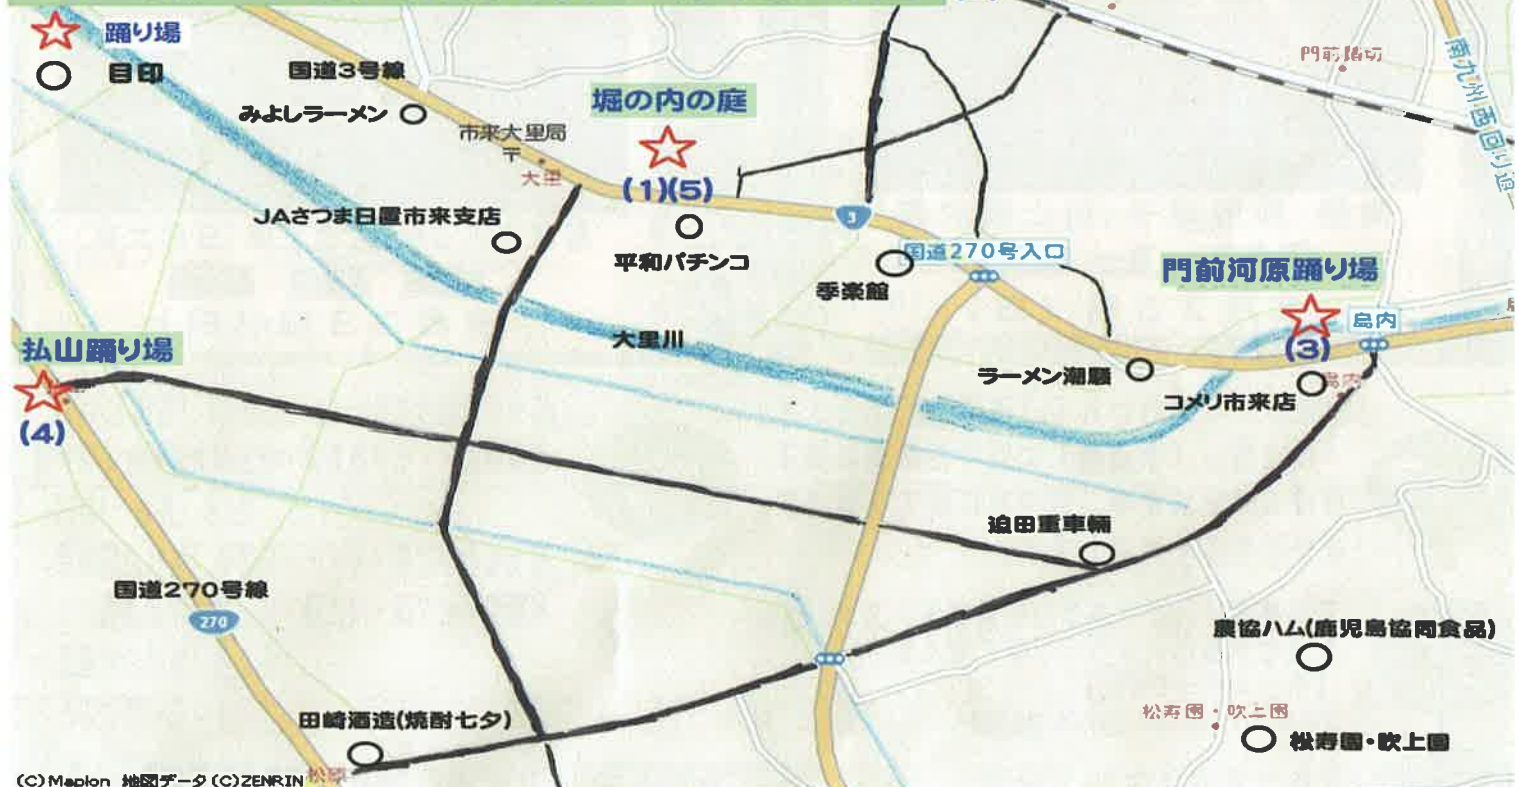 踊り場
目印
国道3号線
みよしラーメン
市来大里局
大里
堀の内の庭
(1)(5)
JAさつま日置市来支店
平和パチンコ
3
季楽館
国道270号入口
門前踏切
南九州西回り道
門前河原踊り場
(3)
島内
島内
コメリ市来店
払山踊り場
(4)
大里川
迫田重車輌
国道270号線
270
農協ハム(鹿児島協同食品)
田崎酒造(焼酎七夕)
松寿園・吹上園
松寿園・吹上園
松原
(C)Mapion 地図データ(C)ZENRIN